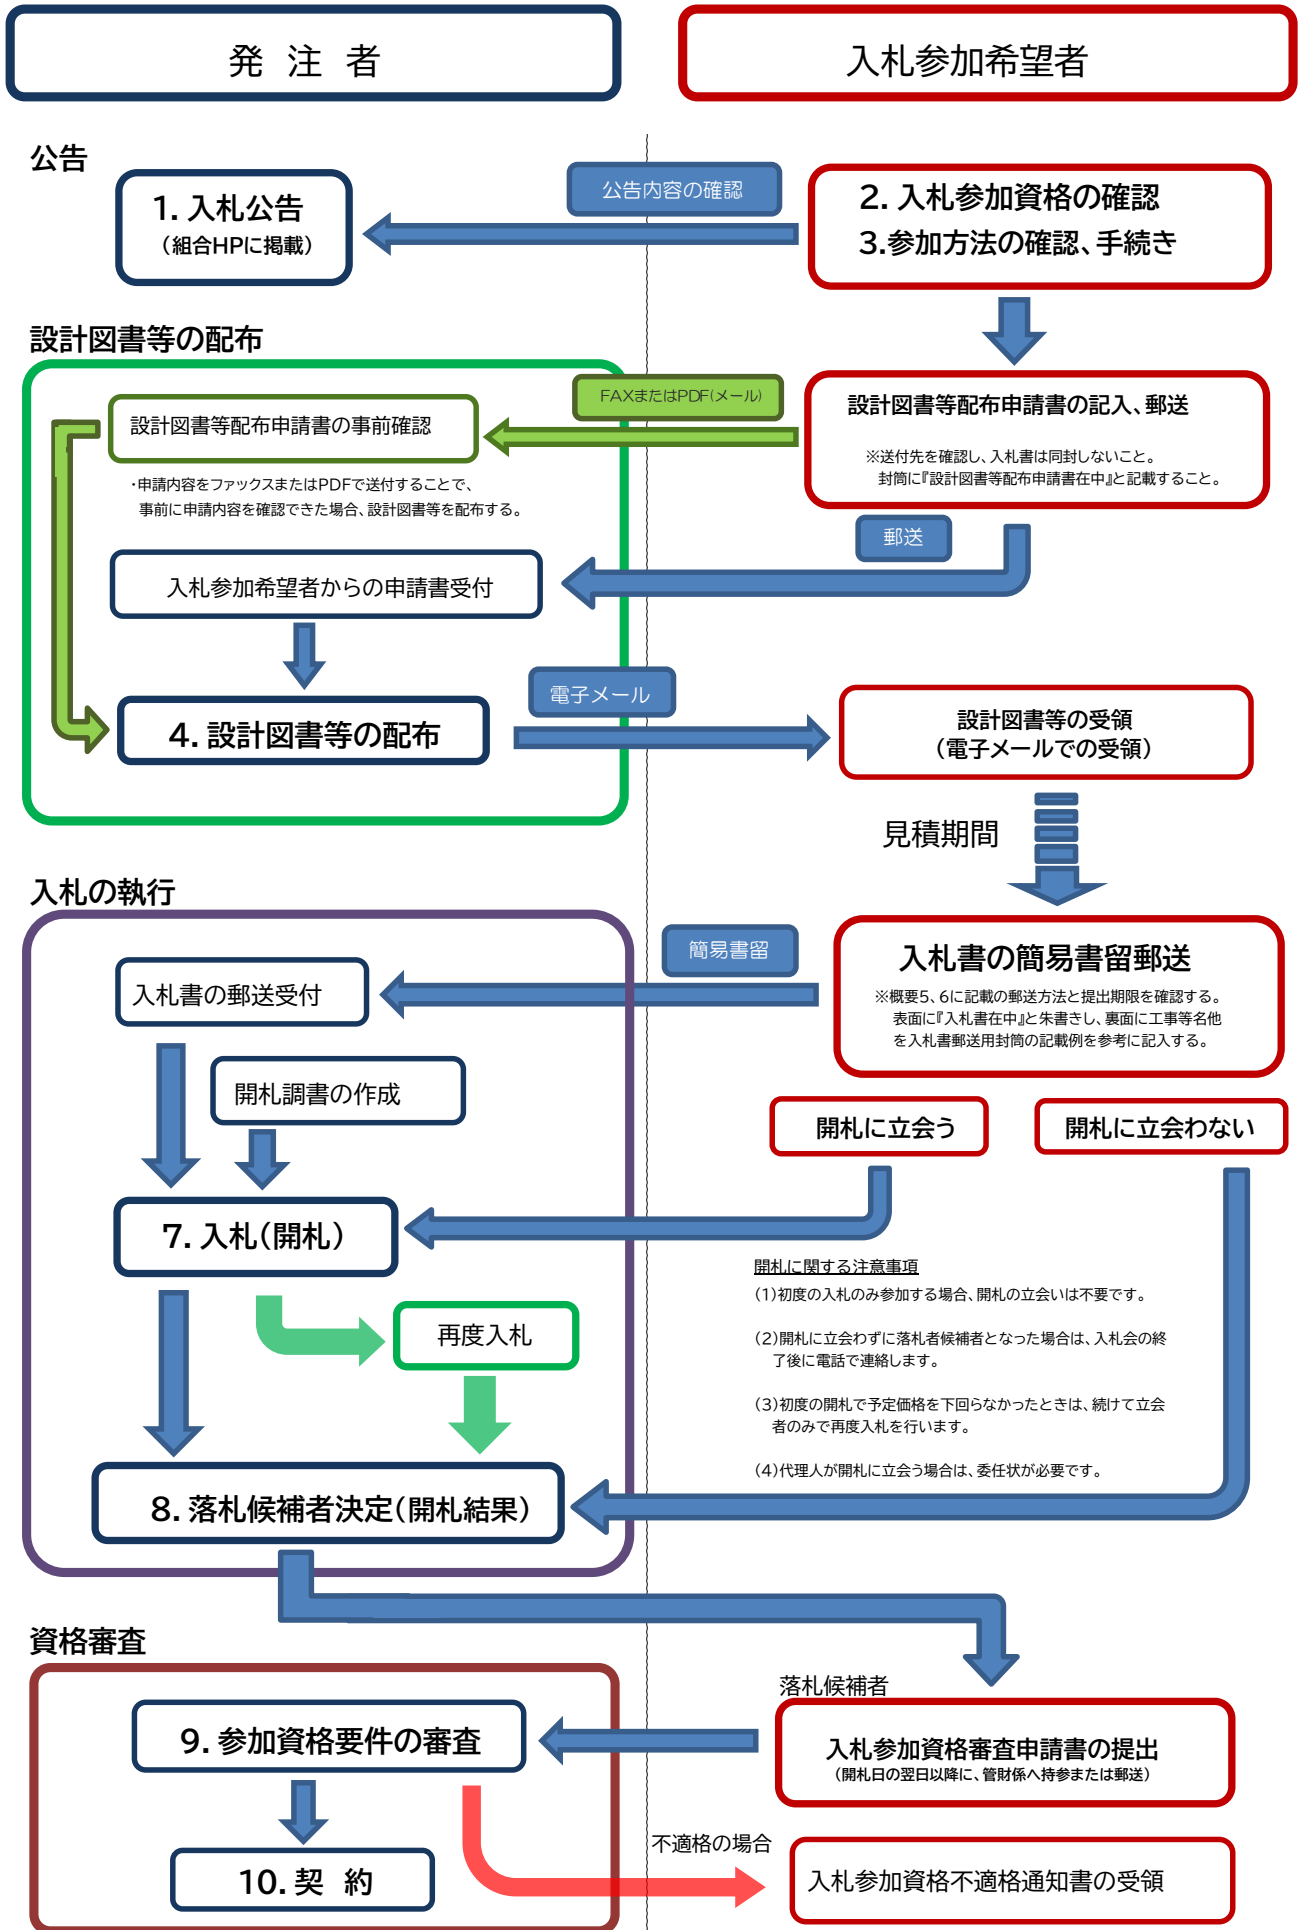 発 注 者
入札参加希望者
公告
1. 入札公告
（組合HPに掲載）
公告内容の確認
2. 入札参加資格の確認
3.参加方法の確認、手続き
設計図書等の配布
FAXまたはPDF(メール)
設計図書等配布申請書の事前確認
・申請内容をファックスまたはPDFで送付することで、
事前に申請内容を確認できた場合、設計図書等を配布する。
設計図書等配布申請書の記入、郵送
※送付先を確認し、入札書は同封しないこと。
封筒に『設計図書等配布申請書在中』と記載すること。
郵送
入札参加希望者からの申請書受付
電子メール
4. 設計図書等の配布
設計図書等の受領
（電子メールでの受領）
見積期間
入札の執行
簡易書留
入札書の郵送受付
入札書の簡易書留郵送
※概要5、6に記載の郵送方法と提出期限を確認する。
表面に『入札書在中』と朱書きし、裏面に工事等名他
を入札書郵送用封筒の記載例を参考に記入する。
開札調書の作成
開札に立会う
開札に立会わない
7. 入札（開札）
開札に関する注意事項
(1)初度の入札のみ参加する場合、開札の立会いは不要です。
(2)開札に立会わずに落札者候補者となった場合は、入札会の終
了後に電話で連絡します。
(3)初度の開札で予定価格を下回らなかったときは、続けて立会
者のみで再度入札を行います。
(4)代理人が開札に立会う場合は、委任状が必要です。
再度入札
8. 落札候補者決定（開札結果）
資格審査
落札候補者
9. 参加資格要件の審査
入札参加資格審査申請書の提出
（開札日の翌日以降に、管財係へ持参または郵送）
不適格の場合
10. 契 約
入札参加資格不適格通知書の受領